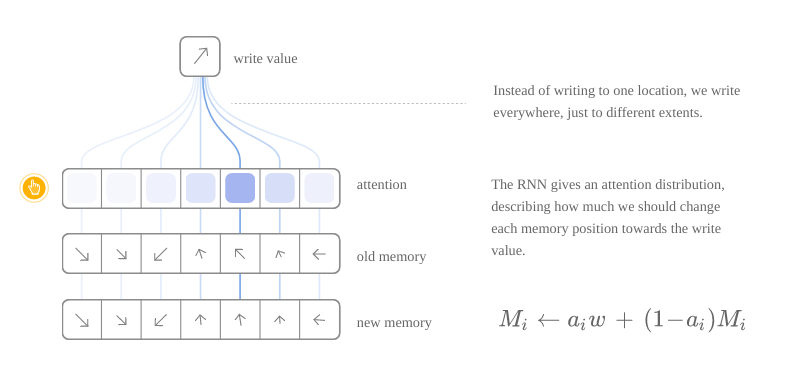 write value
Instead of writing to one location, we write
everywhere, just to different extents.
attention
The RNN gives an attention distribution,
describing how much we should change
each memory position towards the write
value.
old memory
new memory
M_i ← a_i w + (1−a_i)M_i